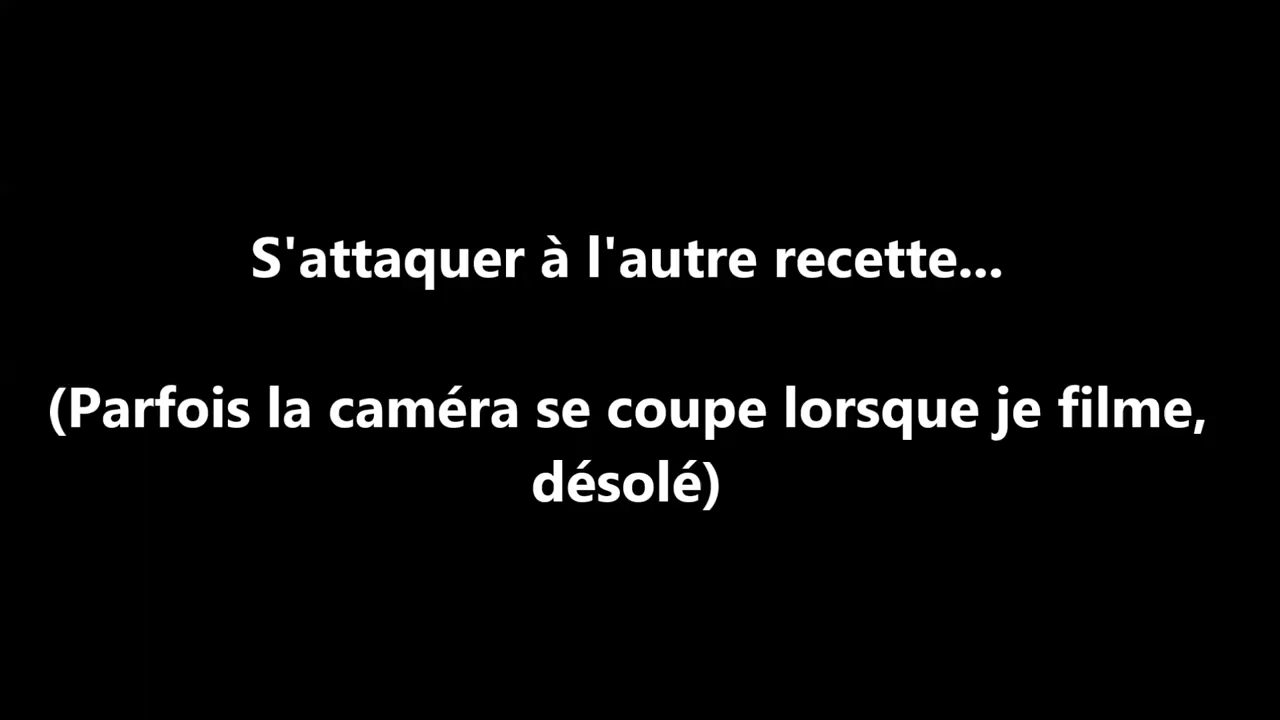 S'attaquer à l'autre recette...
(Parfois la caméra se coupe lorsque je filme,
désolé)